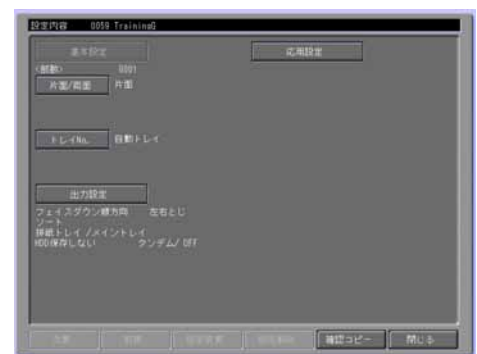 設定内容 0059 TrainingG
基本設定 応用設定
<部数> 0001
片面/両面 片面
トレイNo. 自動トレイ
出力設定
フェイスダウン縦方向 左右とじ
ソート
排紙トレイ /メイントレイ
HDD保存しない タンデム/ OFF
確認コピー 閉じる